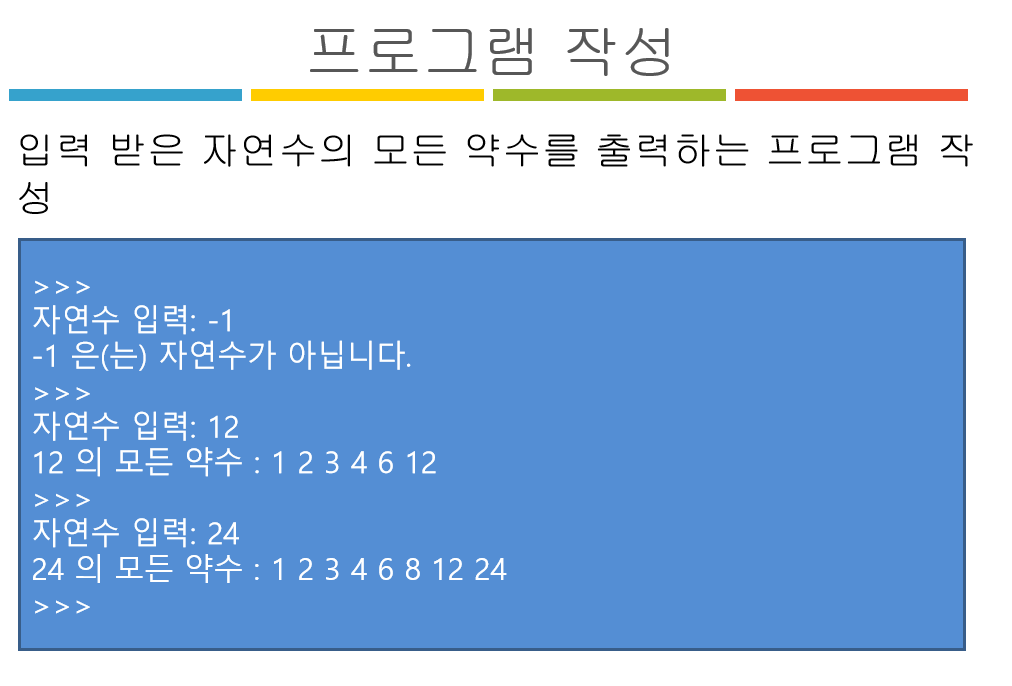 프로그램 작성
입력 받은 자연수의 모든 약수를 출력하는 프로그램 작
성
>>>
자연수 입력: -1
-1 은(는) 자연수가 아닙니다.
>>>
자연수 입력: 12
12 의 모든 약수 : 1 2 3 4 6 12
>>>
자연수 입력: 24
24 의 모든 약수 : 1 2 3 4 6 8 12 24
>>>